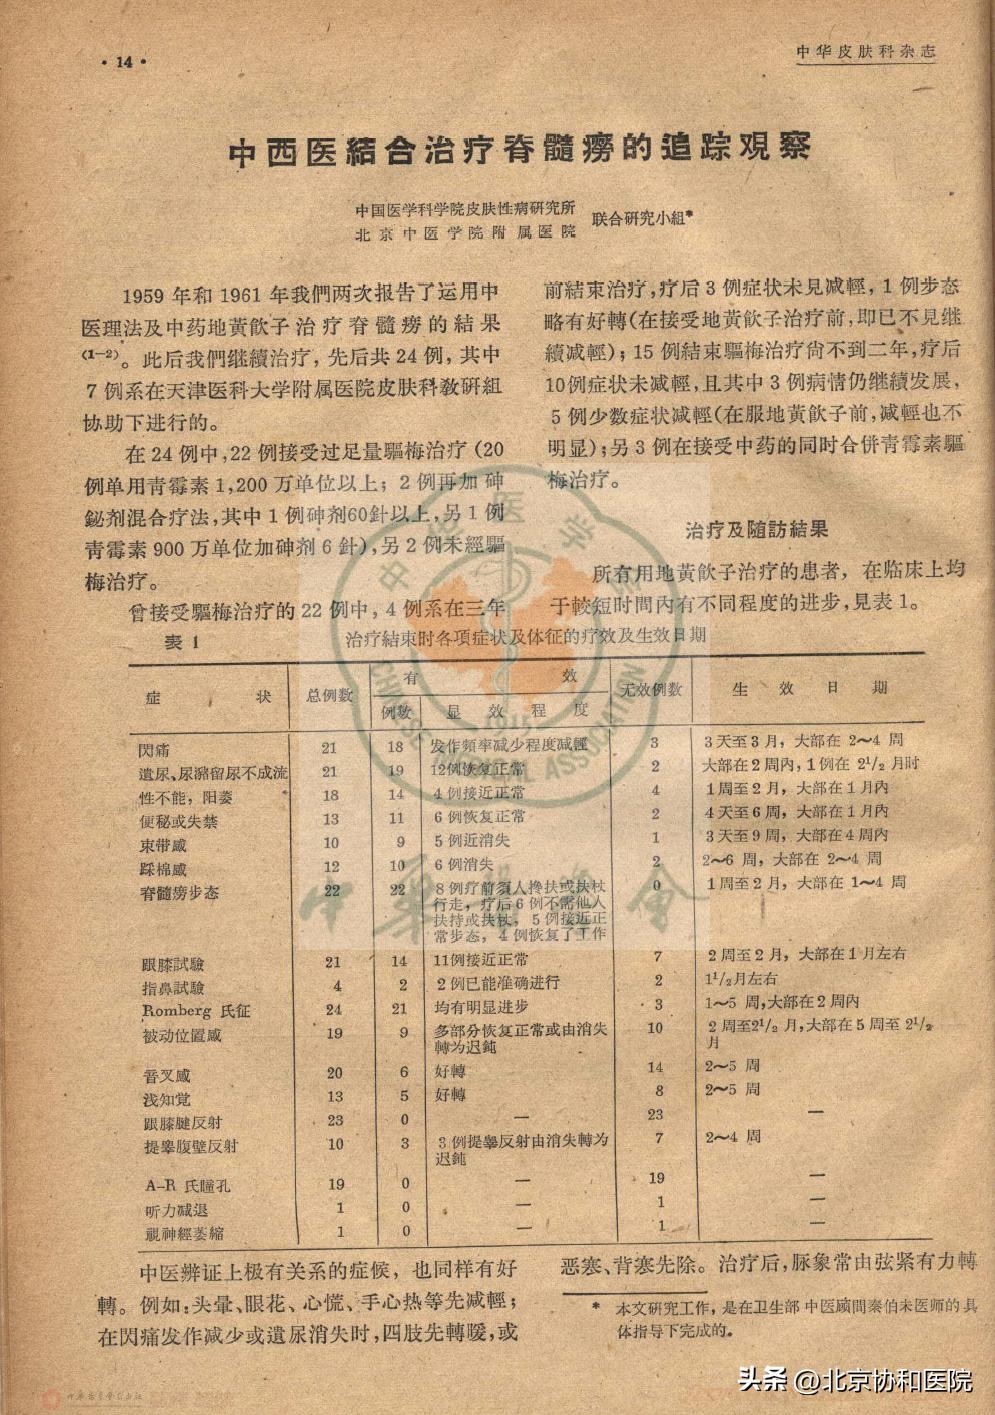 • 14 •
中华皮肤科杂志
中西医結合治疗脊髓癆的追踪观察
中国医学科学院皮肤性病研究所
北京中医学院附属医院
联合研究小組*
1959 年和 1961 年我們两次报告了运用中
医理法及中药地黃飲子治疗脊髓癆的結果
(1—2)。此后我們继續治疗，先后共 24 例，其中
7 例系在天津医科大学附属医院皮肤科教研組
协助下进行的。
在 24 例中，22 例接受过足量驅梅治疗（20
例单用青霉素 1,200 万单位以上；2 例再加砷
鉍剂混合疗法，其中 1 例砷剂60針以上，另 1 例
青霉素 900 万单位加砷剂 6 針），另 2 例未經驅
梅治疗。
曾接受驅梅治疗的 22 例中，4 例系在三年
前結束治疗，疗后 3 例症状未見减輕，1 例步态
略有好轉（在接受地黃飲子治疗前，即已不見继
續减輕）；15 例結束驅梅治疗尙不到二年，疗后
10例症状未减輕，且其中 3 例病情仍继續发展，
5 例少数症状减輕（在服地黃飲子前，减輕也不
明显）；另 3 例在接受中药的同时合併青霉素驅
梅治疗。
治疗及随訪結果
所有用地黃飲子治疗的患者，在临床上均
于較短时間內有不同程度的进步，見表 1。
表 1 治疗結束时各項症状及体征的疗效及生效日期
症 状 总例数 有 效 无效例数 生 效 日 期
例数 显 效 程 度
閃痛 21 18 发作頻率减少程度减輕 3 3 天至 3 月，大部在 2～4 周
遺尿、尿瀦留尿不成流 21 19 12例恢复正常 2 大部在 2 周內，1 例在 2¹/₂ 月时
性不能，阳萎 18 14 4 例接近正常 4 1 周至 2 月，大部在 1 月內
便秘或失禁 13 11 6 例恢复正常 2 4 天至 6 周，大部在 1 月內
束带感 10 9 5 例近消失 1 3 天至 9 周，大部在 4 周內
踩棉感 12 10 6 例消失 2 2～6 周，大部在 2～4 周
脊髓癆步态 22 22 8 例疗前須人搀扶或扶杖 0 1 周至 2 月，大部在 1～4 周
行走，疗后 6 例不需他人
扶持或扶杖，5 例接近正
常步态，4 例恢复了工作
跟膝試驗 21 14 11例接近正常 7 2 周至 2 月，大部在 1 月左右
指鼻試驗 4 2 2 例已能准确进行 2 1¹/₂月左右
Romberg 氏征 24 21 均有明显进步 3 1～5 周，大部在 2 周內
被动位置感 19 9 多部分恢复正常或由消失 10 2 周至2¹/₂ 月，大部在 5 周至 2¹/₂
轉为迟鈍 月
音叉感 20 6 好轉 14 2～5 周
浅知覚 13 5 好轉 8 2～5 周
跟膝腱反射 23 0 — 23 —
提睾腹壁反射 10 3 3 例提睾反射由消失轉为 7 2～4 周
迟鈍
A-R 氏瞳孔 19 0 — 19 —
听力减退 1 0 — 1 —
視神經萎縮 1 0 — 1 —
中医辨证上极有关系的症候，也同样有好
轉。例如：头晕、眼花、心慌、手心热等先减輕；
在閃痛发作减少或遺尿消失时，四肢先轉暖，或
恶寒、背寒先除。治疗后，脉象常由弦紧有力轉
* 本文研究工作，是在卫生部中医顾問秦伯未医师的具
体指导下完成的。
中华医学会
CHINESE MEDICAL ASSOCIATION
1915
中华医学会
头条 @北京协和医院